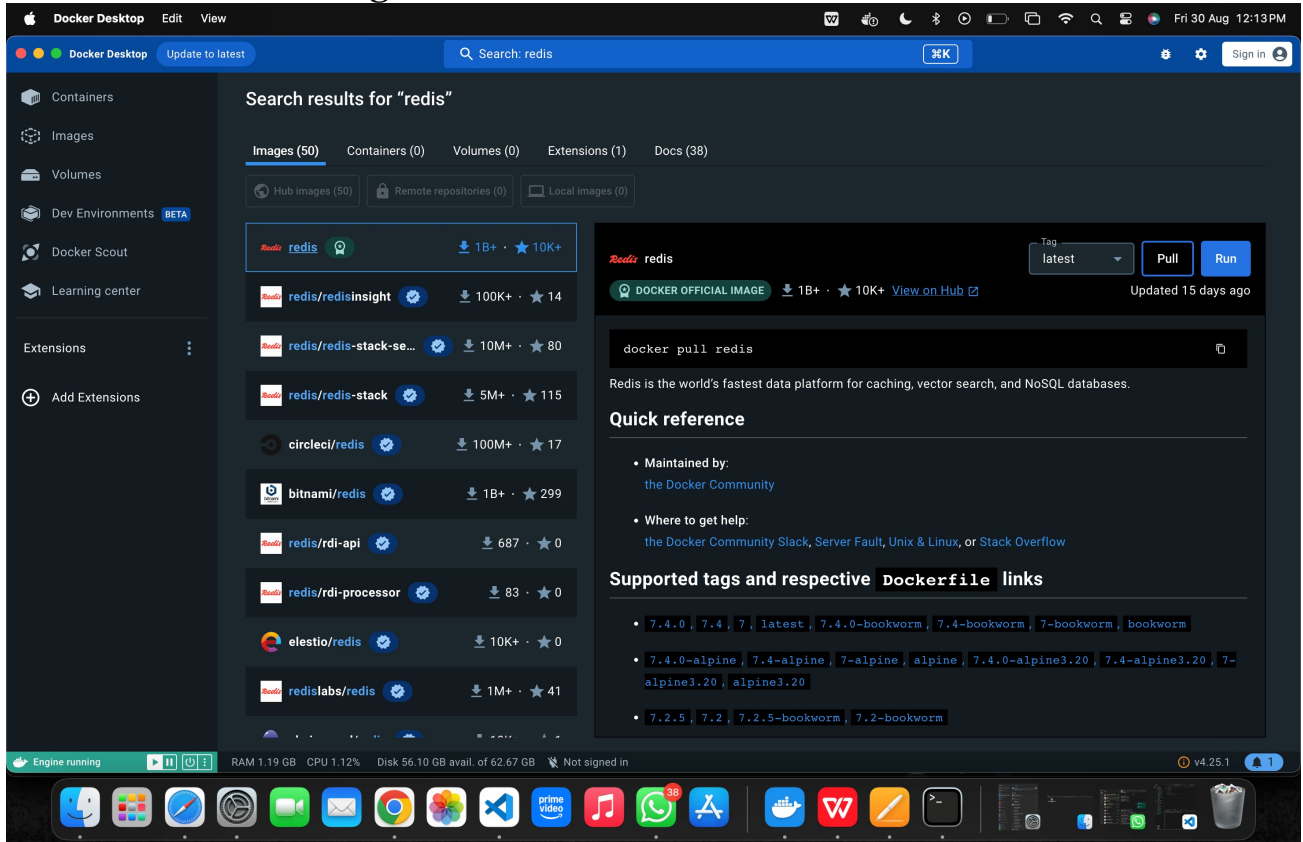 Docker Desktop Edit View
Fri 30 Aug 12:13 PM
Docker Desktop Update to latest
Search: redis
⌘K
Sign in
Containers
Images
Volumes
Dev Environments BETA
Docker Scout
Learning center
Extensions
Add Extensions
Search results for “redis”
Images (50) Containers (0) Volumes (0) Extensions (1) Docs (38)
Hub images (50) Remote repositories (0) Local images (0)
redis 1B+ · 10K+
redis/redisinsight 100K+ · 14
redis/redis-stack-se... 10M+ · 80
redis/redis-stack 5M+ · 115
circleci/redis 100M+ · 17
bitnami/redis 1B+ · 299
redis/rdi-api 687 · 0
redis/rdi-processor 83 · 0
elestio/redis 10K+ · 0
redislabs/redis 1M+ · 41
Redis redis
Tag
latest
Pull
Run
DOCKER OFFICIAL IMAGE 1B+ · 10K+ View on Hub
Updated 15 days ago
docker pull redis
Redis is the world’s fastest data platform for caching, vector search, and NoSQL databases.
Quick reference
• Maintained by:
the Docker Community
• Where to get help:
the Docker Community Slack, Server Fault, Unix & Linux, or Stack Overflow
Supported tags and respective Dockerfile links
• 7.4.0, 7.4, 7, latest, 7.4.0-bookworm, 7.4-bookworm, 7-bookworm, bookworm
• 7.4.0-alpine, 7.4-alpine, 7-alpine, alpine, 7.4.0-alpine3.20, 7.4-alpine3.20, 7-
alpine3.20, alpine3.20
• 7.2.5, 7.2, 7.2.5-bookworm, 7.2-bookworm
Engine running
RAM 1.19 GB CPU 1.12% Disk 56.10 GB avail. of 62.67 GB Not signed in
v4.25.1
1
prime
video
38